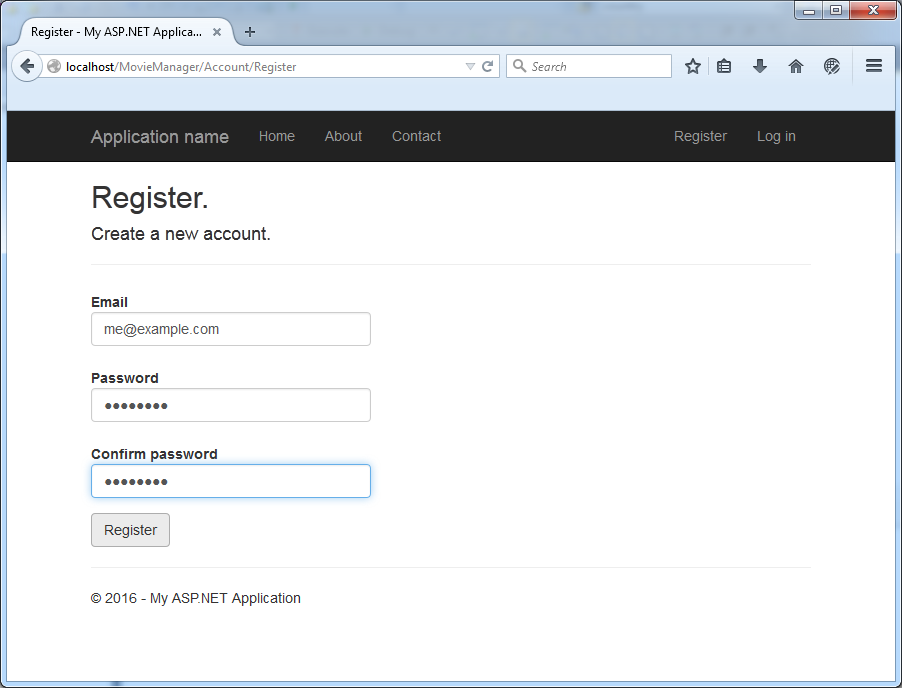 Register - My ASP.NET Applica...
localhost/MovieManager/Account/Register
Search
Application name
Home
About
Contact
Register
Log in
Register.
Create a new account.
Email
me@example.com
Password
••••••••
Confirm password
••••••••
Register
© 2016 - My ASP.NET Application